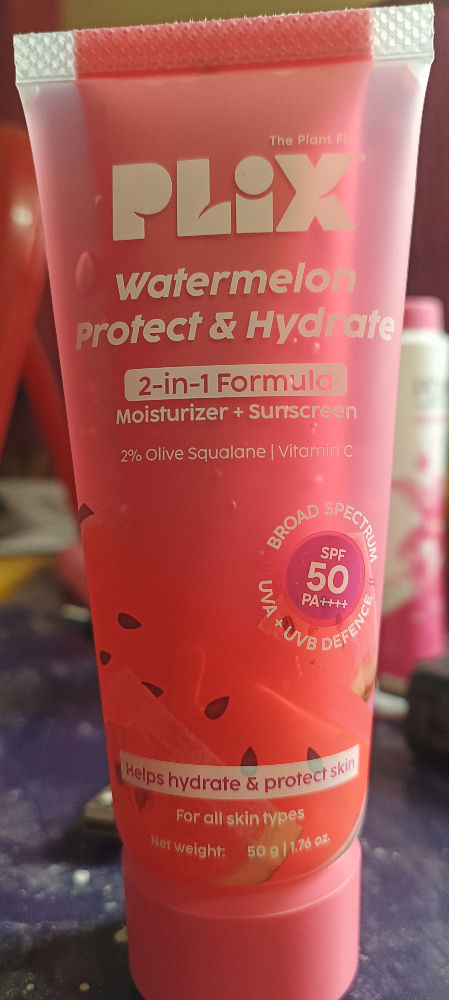 The Plant
PLiX
Watermelon
Protect & Hydrate
2-in-1 Formula
Moisturizer + Sunscreen
2% Olive Squalane | Vitamin C
BROAD SPECTRUM
SPF
50
PA++++
UVA + UVB DEFENCE
Helps hydrate & protect skin
For all skin types
Net weight: 50 g | 1.76 oz.